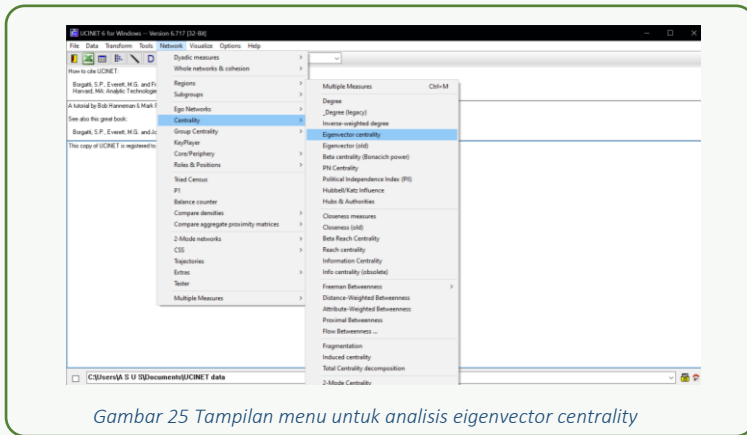 UCINET 6 for Windows -- Version 6.717 [32-Bit]
File Data Transform Tools Network Visualize Options Help
How to cite UCINET:
Borgatti, S.P., Everett, M.G. and Fr
Harvard, MA: Analytic Technologie
A tutorial by Bob Hanneman & Mark F
See also this great book:
Borgatti, S.P., Everett, M.G. and Jo
This copy of UCINET is registered to
Dyadic measures
Whole networks & cohesion
Regions
Subgroups
Ego Networks
Centrality
Group Centrality
KeyPlayer
Core/Periphery
Roles & Positions
Triad Census
P1
Balance counter
Compare densities
Compare aggregate proximity matrices
2-Mode networks
CSS
Trajectories
Extras
Tester
Multiple Measures
Multiple Measures Ctrl+M
Degree
_Degree (legacy)
Inverse-weighted degree
Eigenvector centrality
Eigenvector (old)
Beta centrality (Bonacich power)
PN Centrality
Political Independence Index (PII)
Hubbell/Katz Influence
Hubs & Authorities
Closeness measures
Closeness (old)
Beta Reach Centrality
Reach centrality
Information Centrality
Info centrality (obsolete)
Freeman Betweenness
Distance-Weighted Betweenness
Attribute-Weighted Betweenness
Proximal Betweenness
Flow Betweenness ...
Fragmentation
Induced centrality
Total Centrality decomposition
2-Mode Centrality
C:\Users\A S U S\Documents\UCINET data
Gambar 25 Tampilan menu untuk analisis eigenvector centrality